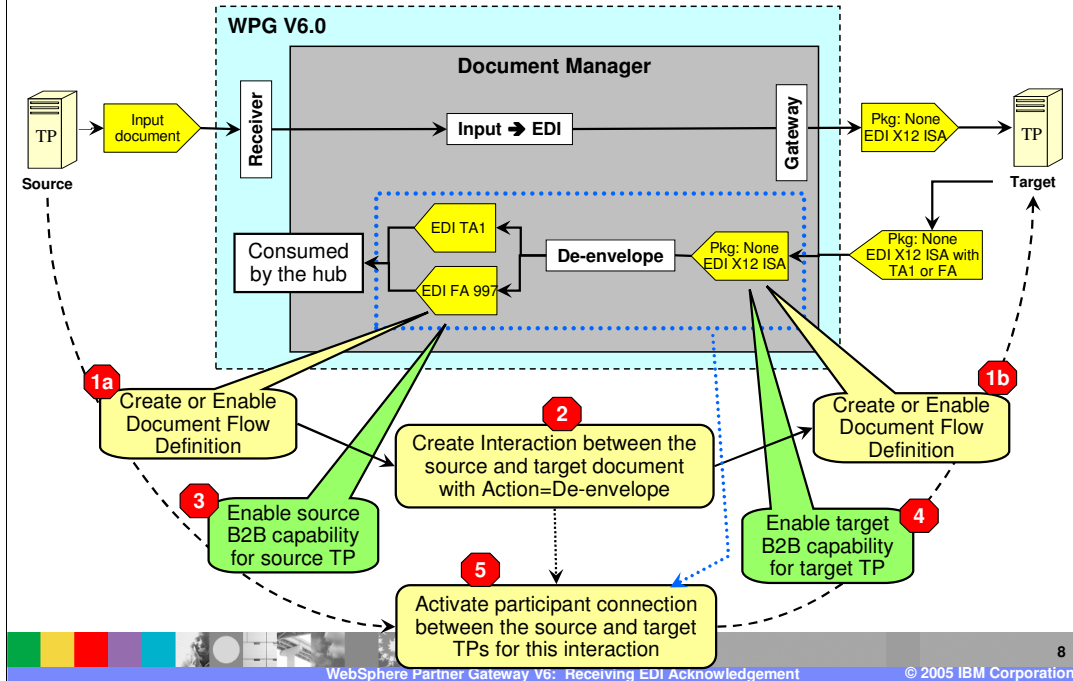 WPG V6.0
Document Manager
TP
Source
Input
document
Receiver
Input ➔ EDI
Gateway
Pkg: None
EDI X12 ISA
TP
Target
Consumed
by the hub
EDI TA1
EDI FA 997
De-envelope
Pkg: None
EDI X12 ISA
Pkg: None
EDI X12 ISA with
TA1 or FA
1a
Create or Enable
Document Flow
Definition
2
Create Interaction between the
source and target document
with Action=De-envelope
1b
Create or Enable
Document Flow
Definition
3
Enable source
B2B capability
for source TP
4
Enable target
B2B capability
for target TP
5
Activate participant connection
between the source and target
TPs for this interaction
8
WebSphere Partner Gateway V6: Receiving EDI Acknowledgement
© 2005 IBM Corporation